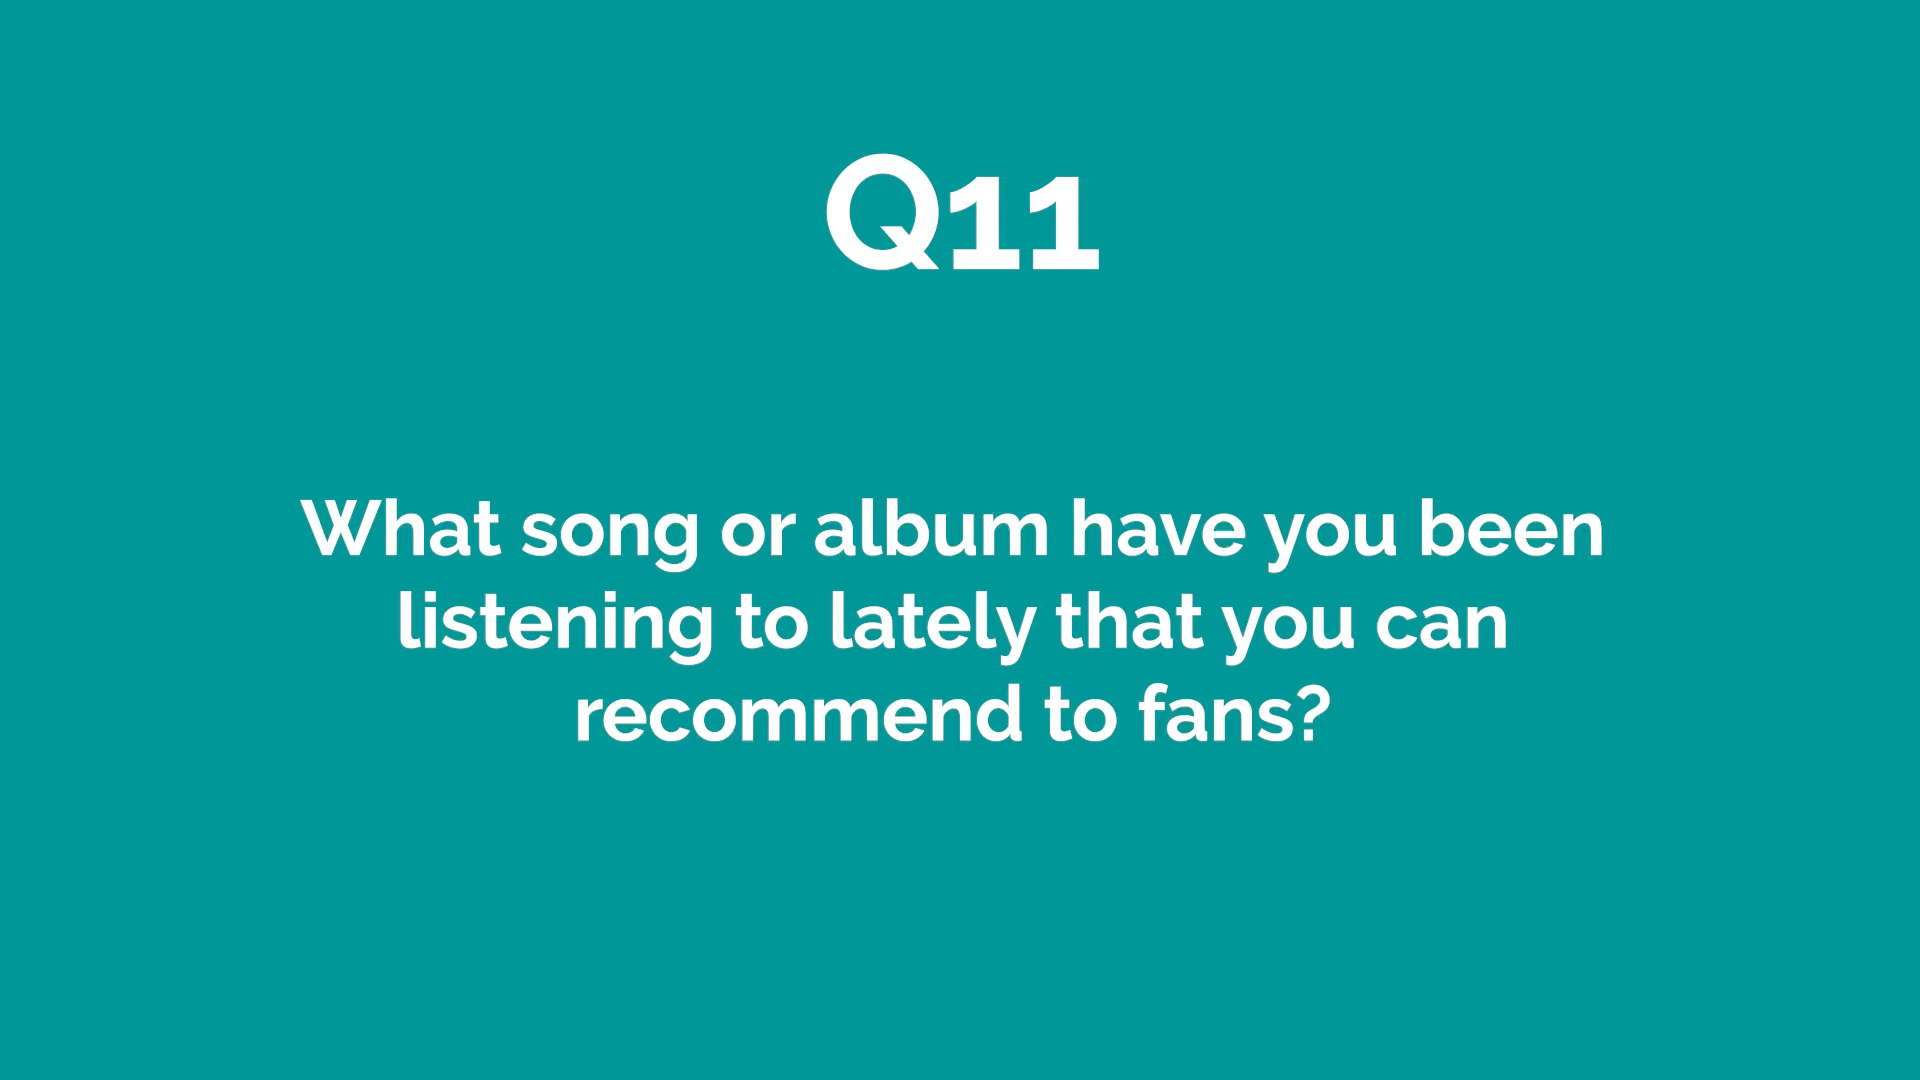 Q11
What song or album have you been
listening to lately that you can
recommend to fans?